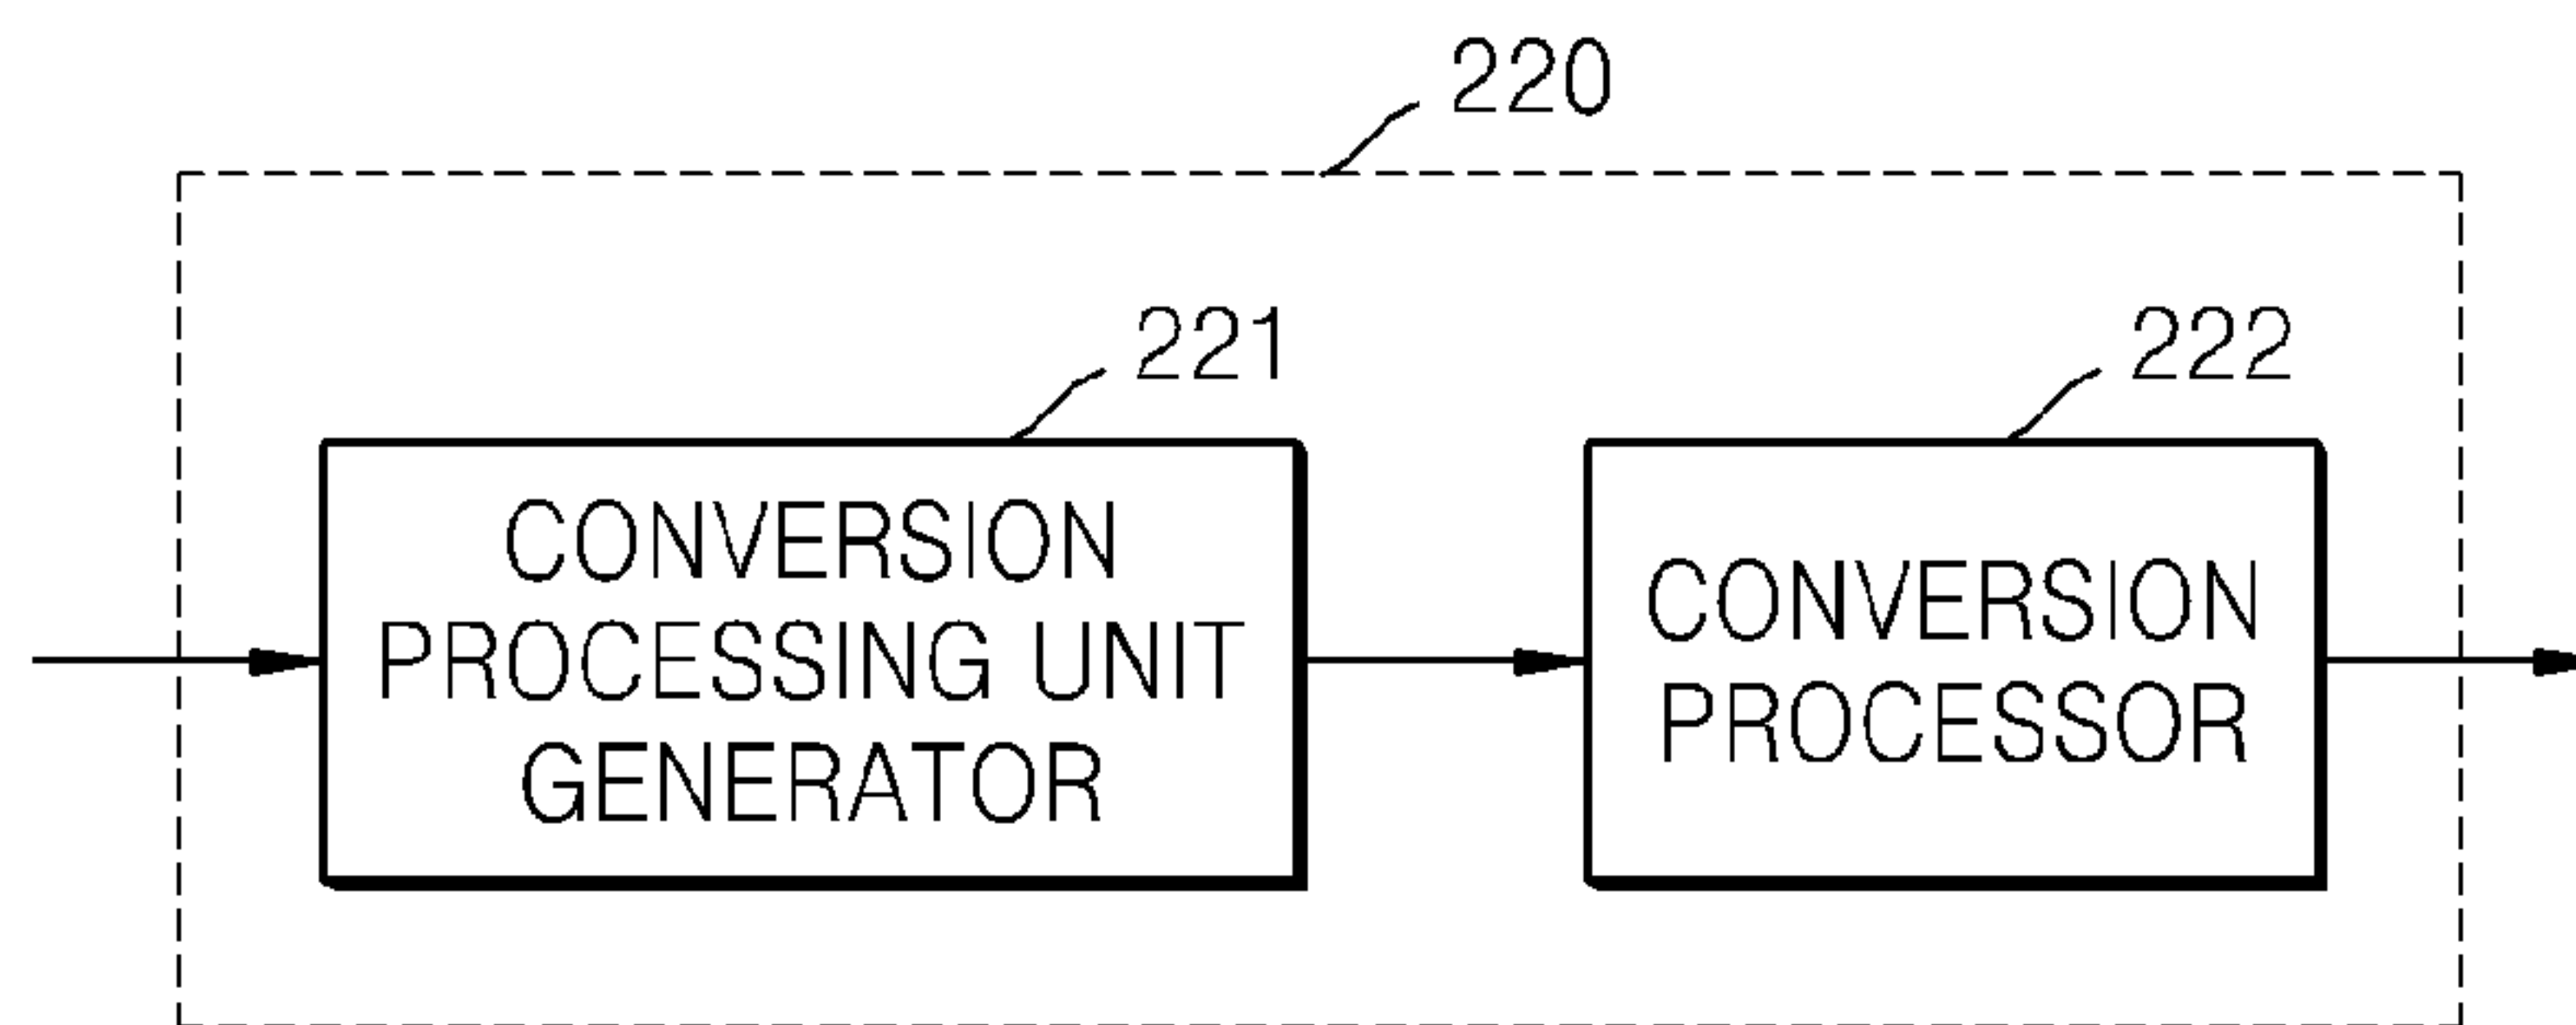 220
221
222
CONVERSION
PROCESSING UNIT
GENERATOR
CONVERSION
PROCESSOR